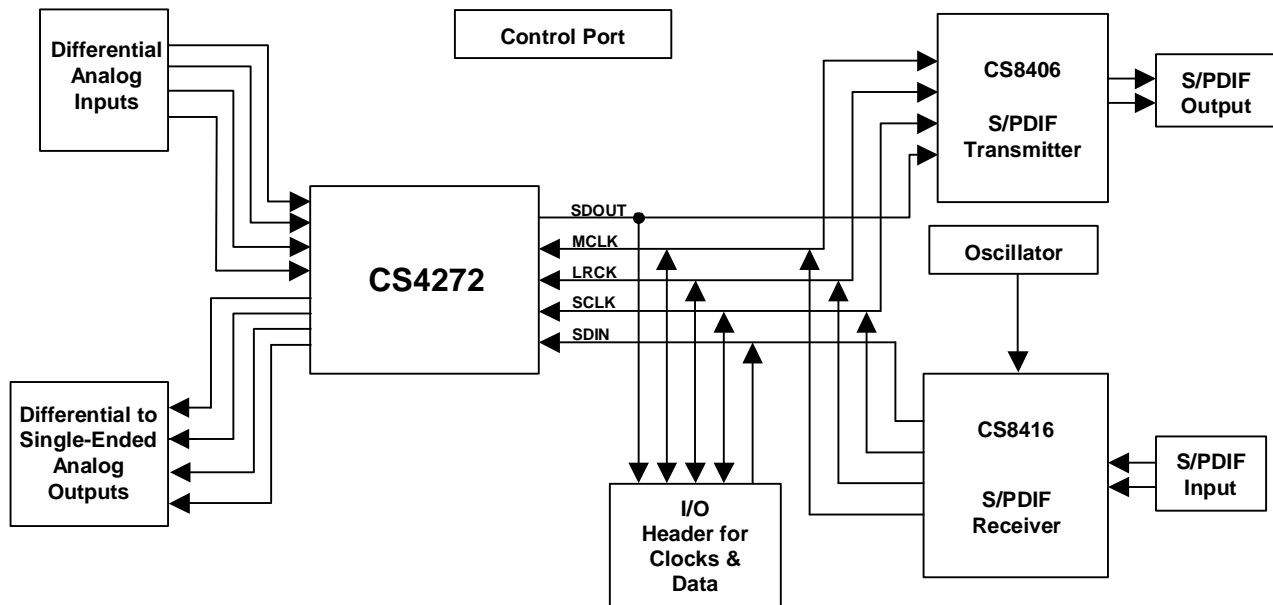 Differential
Analog
Inputs
Control Port
CS8406
S/PDIF
Transmitter
S/PDIF
Output
CS4272
SDOUT
MCLK
LRCK
SCLK
SDIN
Oscillator
Differential to
Single-Ended
Analog
Outputs
I/O
Header for
Clocks &
Data
CS8416
S/PDIF
Receiver
S/PDIF
Input